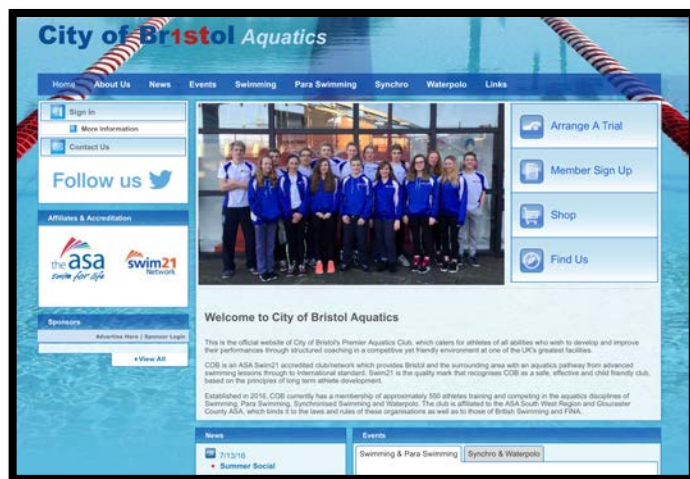 City of Br1stol Aquatics
Home About Us News Events Swimming Para Swimming Synchro Waterpolo Links
Sign In
More Information
Contact Us
Follow us
Affiliates & Accreditation
the asa
swim for life
swim21
Network
Sponsors
Advertise Here | Sponsor Login
View All
Arrange A Trial
Member Sign Up
Shop
Find Us
Welcome to City of Bristol Aquatics
This is the official website of City of Bristol's Premier Aquatics Club, which caters for athletes of all abilities who wish to develop and improve
their performances through structured coaching in a competitive yet friendly environment at one of the UK's greatest facilities.
COB is an ASA Swim21 accredited club/network which provides Bristol and the surrounding area with an aquatics pathway from advanced
swimming lessons through to International standard. Swim21 is the quality mark that recognises COB as a safe, effective and child friendly club,
based on the principles of long term athlete development.
Established in 2016, COB currently has a membership of approximately 550 athletes training and competing in the aquatics disciplines of
Swimming, Para Swimming, Synchronised Swimming and Waterpolo. The club is affiliated to the ASA South West Region and Gloucester
County ASA, which binds it to the laws and rules of these organisations as well as to those of British Swimming and FINA.
News
7/13/16
Summer Social
Events
Swimming & Para Swimming Synchro & Waterpolo